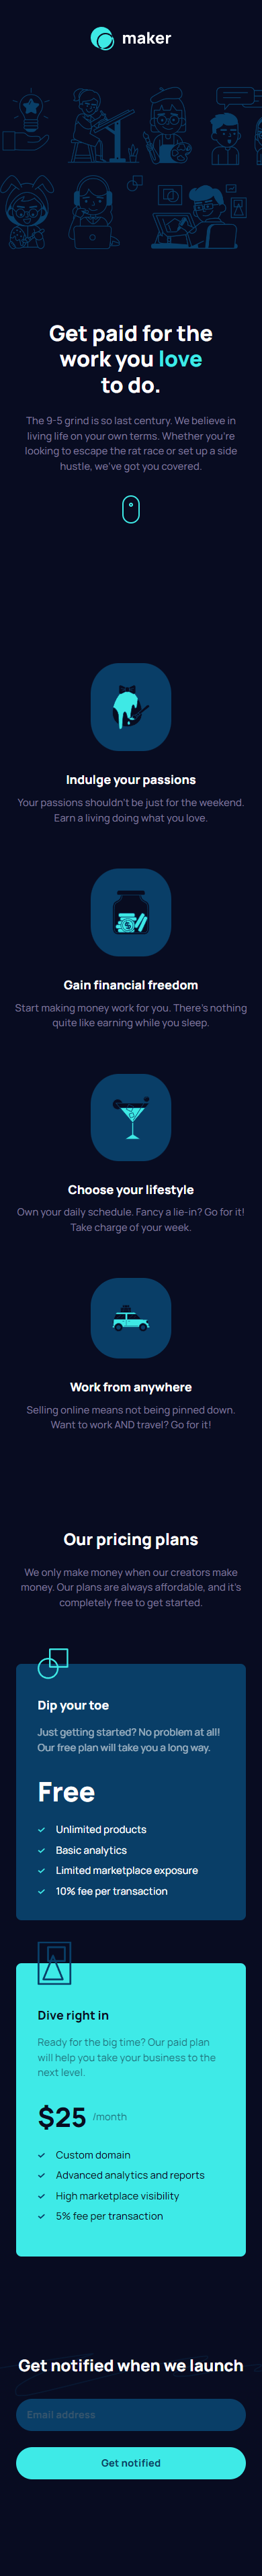 maker
Get paid for the
work you love
to do.
The 9-5 grind is so last century. We believe in
living life on your own terms. Whether you're
looking to escape the rat race or set up a side
hustle, we've got you covered.
Indulge your passions
Your passions shouldn't be just for the weekend.
Earn a living doing what you love.
Gain financial freedom
Start making money work for you. There's nothing
quite like earning while you sleep.
Choose your lifestyle
Own your daily schedule. Fancy a lie-in? Go for it!
Take charge of your week.
Work from anywhere
Selling online means not being pinned down.
Want to work AND travel? Go for it!
Our pricing plans
We only make money when our creators make
money. Our plans are always affordable, and it's
completely free to get started.
Dip your toe
Just getting started? No problem at all!
Our free plan will take you a long way.
Free
Unlimited products
Basic analytics
Limited marketplace exposure
10% fee per transaction
Dive right in
Ready for the big time? Our paid plan
will help you take your business to the
next level.
$25 /month
Custom domain
Advanced analytics and reports
High marketplace visibility
5% fee per transaction
Get notified when we launch
Email address
Get notified